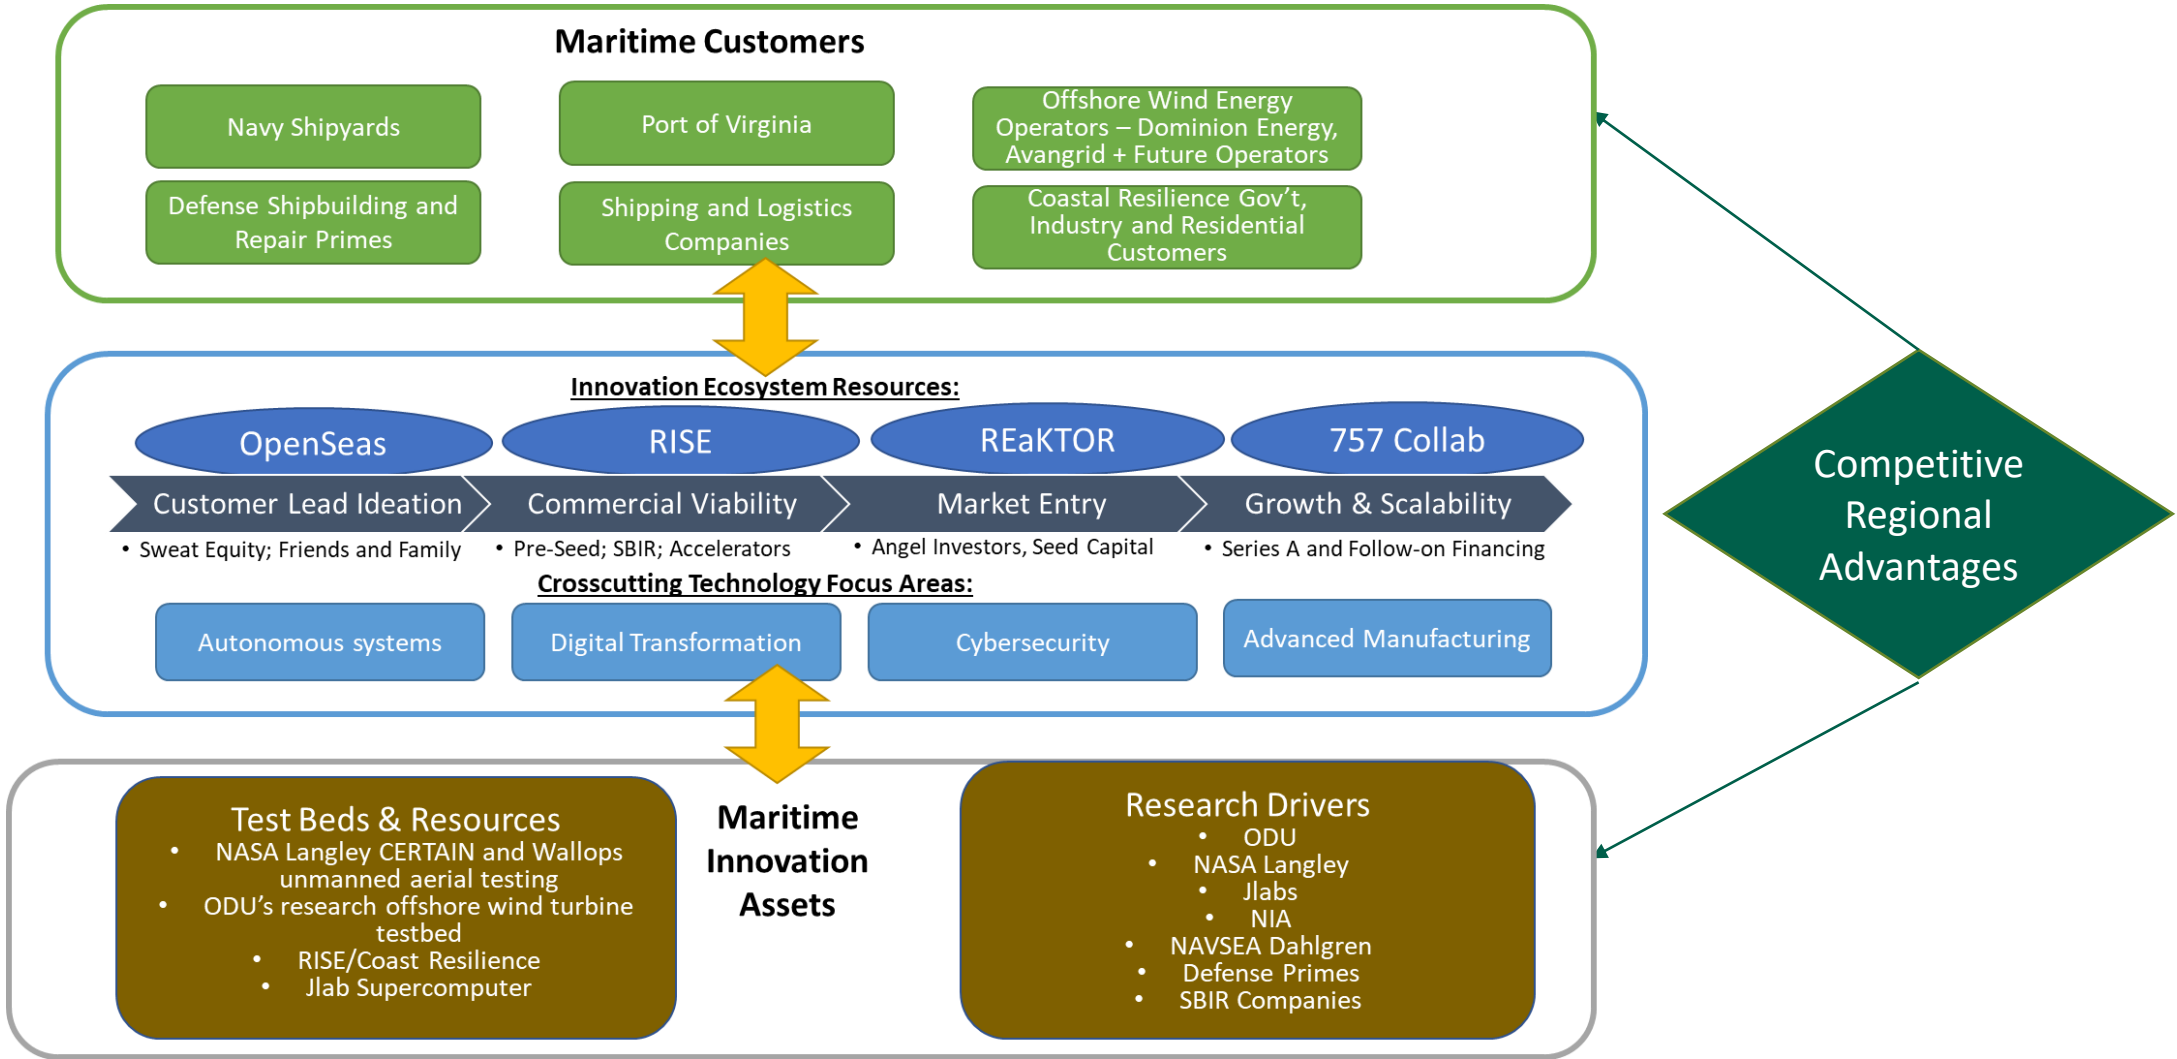 Maritime Customers
Navy Shipyards
Port of Virginia
Offshore Wind Energy
Operators – Dominion Energy,
Avangrid + Future Operators
Defense Shipbuilding and
Repair Primes
Shipping and Logistics
Companies
Coastal Resilience Gov’t,
Industry and Residential
Customers
Innovation Ecosystem Resources:
OpenSeas
RISE
REaKTOR
757 Collab
Customer Lead Ideation
Commercial Viability
Market Entry
Growth & Scalability
• Sweat Equity; Friends and Family
• Pre-Seed; SBIR; Accelerators
• Angel Investors, Seed Capital
• Series A and Follow-on Financing
Crosscutting Technology Focus Areas:
Autonomous systems
Digital Transformation
Cybersecurity
Advanced Manufacturing
Competitive
Regional
Advantages
Test Beds & Resources
• NASA Langley CERTAIN and Wallops
unmanned aerial testing
• ODU’s research offshore wind turbine
testbed
• RISE/Coast Resilience
• Jlab Supercomputer
Maritime
Innovation
Assets
Research Drivers
• ODU
• NASA Langley
• Jlabs
• NIA
• NAVSEA Dahlgren
• Defense Primes
• SBIR Companies